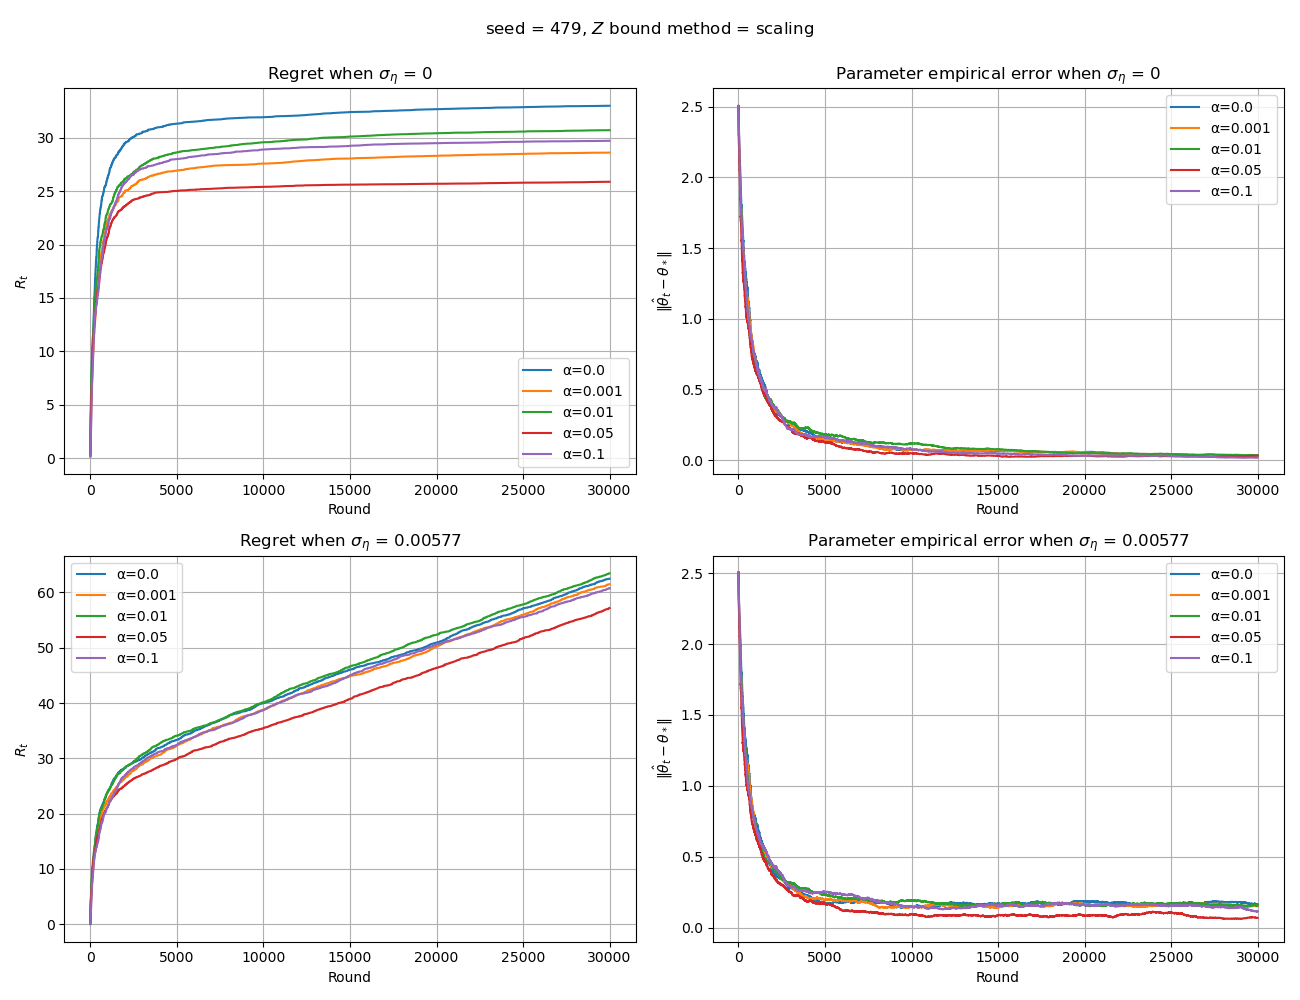 seed = 479, Z bound method = scaling
Regret when σ_η = 0
R_t
30
25
20
15
10
5
0
0 5000 10000 15000 20000 25000 30000
Round
α=0.0
α=0.001
α=0.01
α=0.05
α=0.1
Parameter empirical error when σ_η = 0
‖θ̂_t − θ_*‖
2.5
2.0
1.5
1.0
0.5
0.0
0 5000 10000 15000 20000 25000 30000
Round
α=0.0
α=0.001
α=0.01
α=0.05
α=0.1
Regret when σ_η = 0.00577
R_t
60
50
40
30
20
10
0
0 5000 10000 15000 20000 25000 30000
Round
α=0.0
α=0.001
α=0.01
α=0.05
α=0.1
Parameter empirical error when σ_η = 0.00577
‖θ̂_t − θ_*‖
2.5
2.0
1.5
1.0
0.5
0.0
0 5000 10000 15000 20000 25000 30000
Round
α=0.0
α=0.001
α=0.01
α=0.05
α=0.1